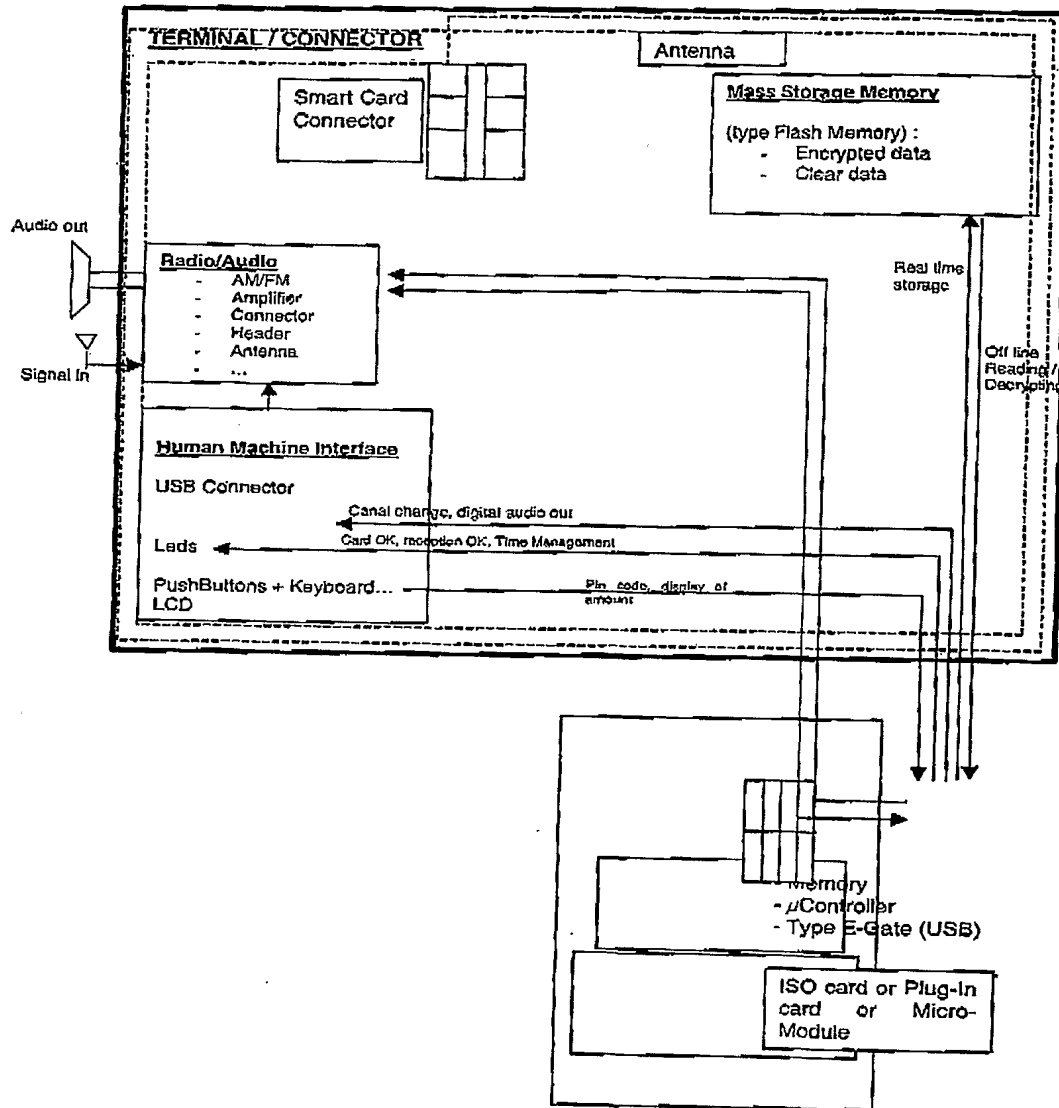 TERMINAL / CONNECTOR
Antenna
Smart Card
Connector
Mass Storage Memory
(type Flash Memory) :
- Encrypted data
- Clear data
Audio out
Radio/Audio
- AM/FM
- Amplifier
- Connector
- Header
- Antenna
- ...
Signal In
Real time
storage
Off line
Reading /
Decrypting
Human Machine Interface
USB Connector
Canal change, digital audio out
Leds
Card OK, reception OK, Time Management
PushButtons + Keyboard...
LCD
Pin code, display of
amount
- Memory
- µController
- Type E-Gate (USB)
ISO card or Plug-In
card or Micro-
Module